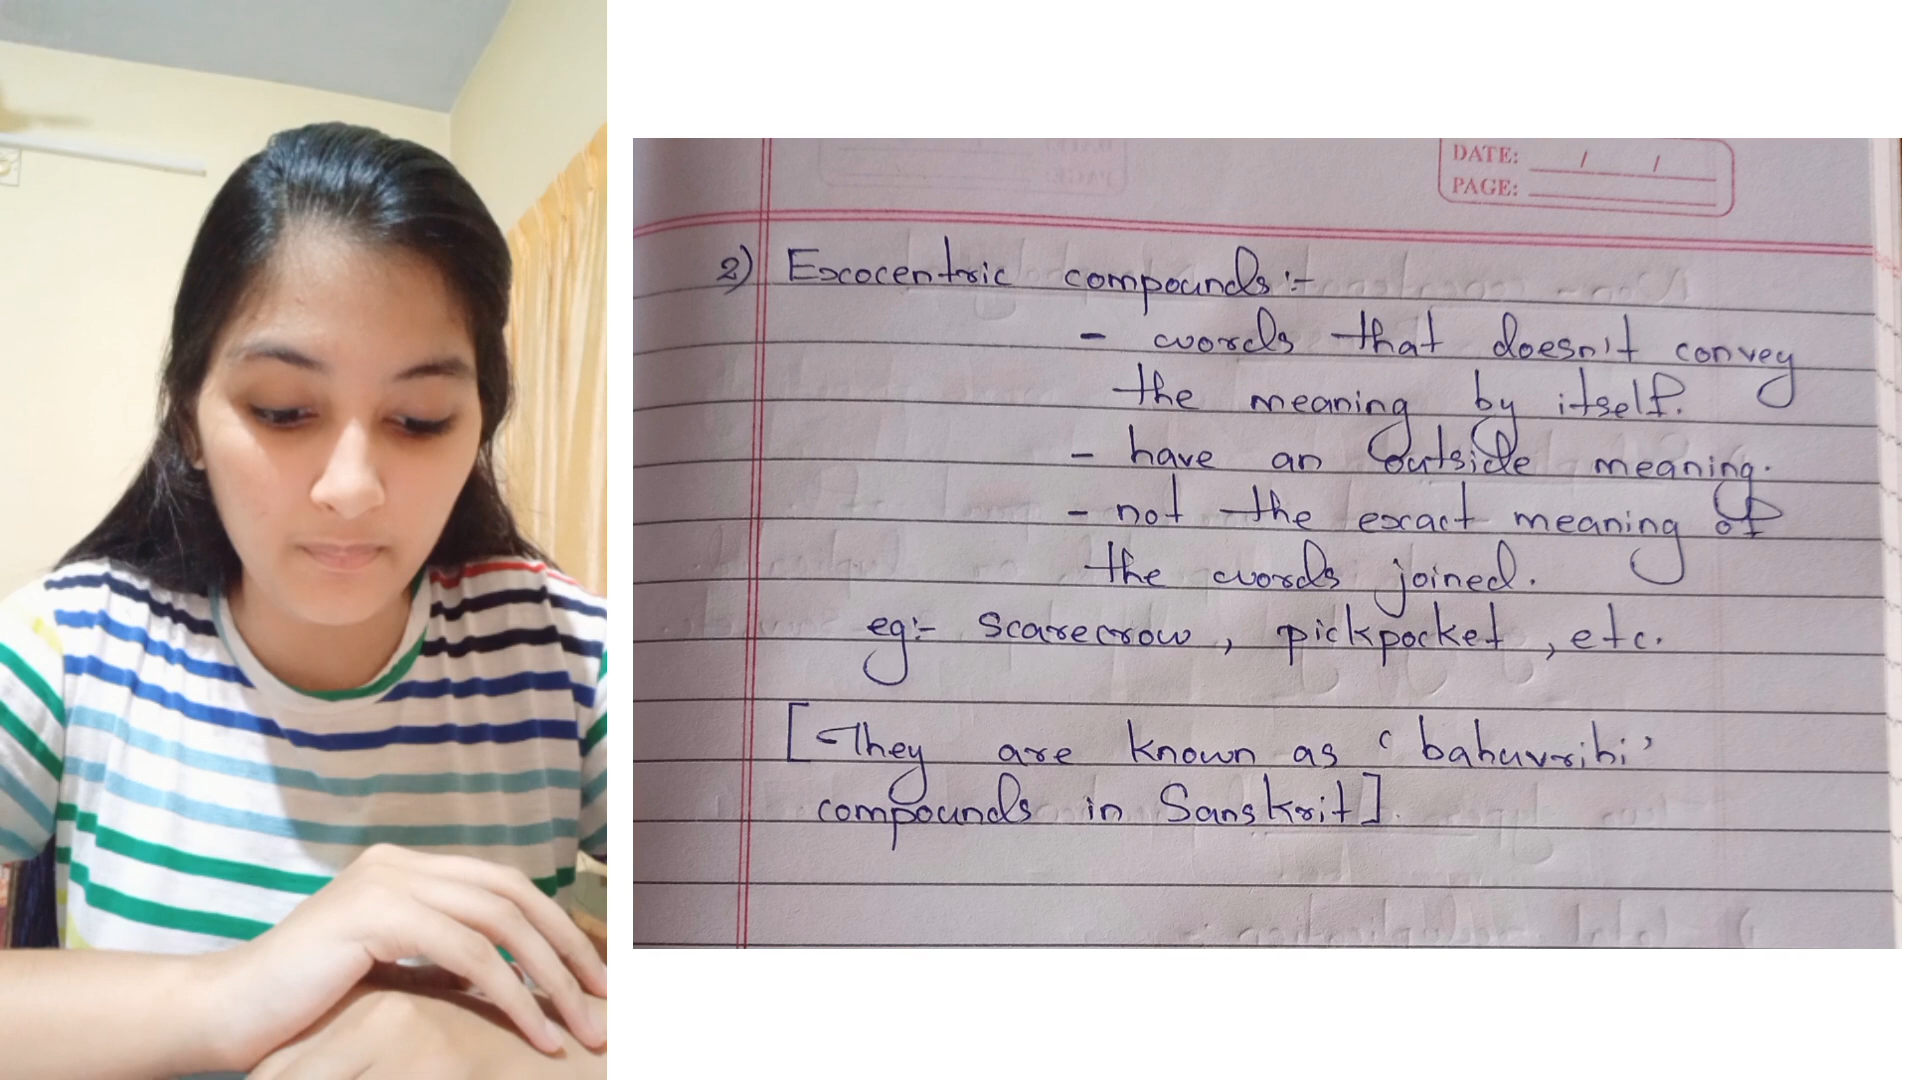 DATE: / /
PAGE:
2) Exocentric compounds :-
- words that doesn't convey
the meaning by itself.
- have an outside meaning.
- not the exact meaning of
the words joined.
eg:- scarecrow, pickpocket, etc.
[They are known as 'bahuvrihi'
compounds in Sanskrit].